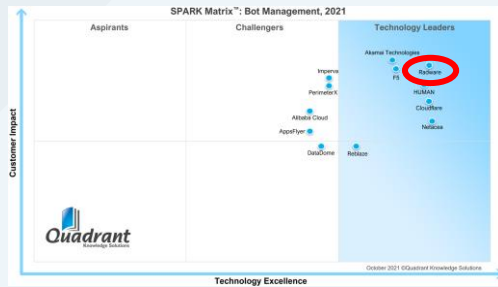 SPARK Matrix™: Bot Management, 2021
Aspirants
Challengers
Technology Leaders
Akamai Technologies
F5
Radware
Imperva
PerimeterX
HUMAN
Cloudflare
Alibaba Cloud
Netacea
AppsFlyer
DataDome
Reblaze
Customer Impact
Quadrant
Knowledge Solutions
October 2021 ©Quadrant Knowledge Solutions
Technology Excellence